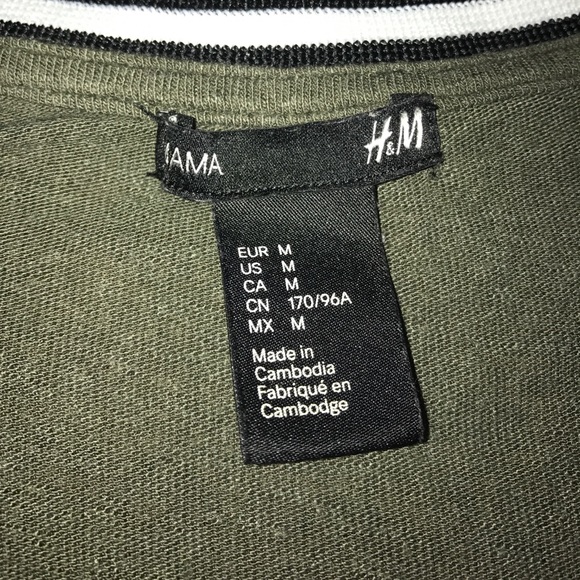 MAMA H&M
EUR M
US M
CA M
CN 170/96A
MX M
Made in
Cambodia
Fabriqué en
Cambodge